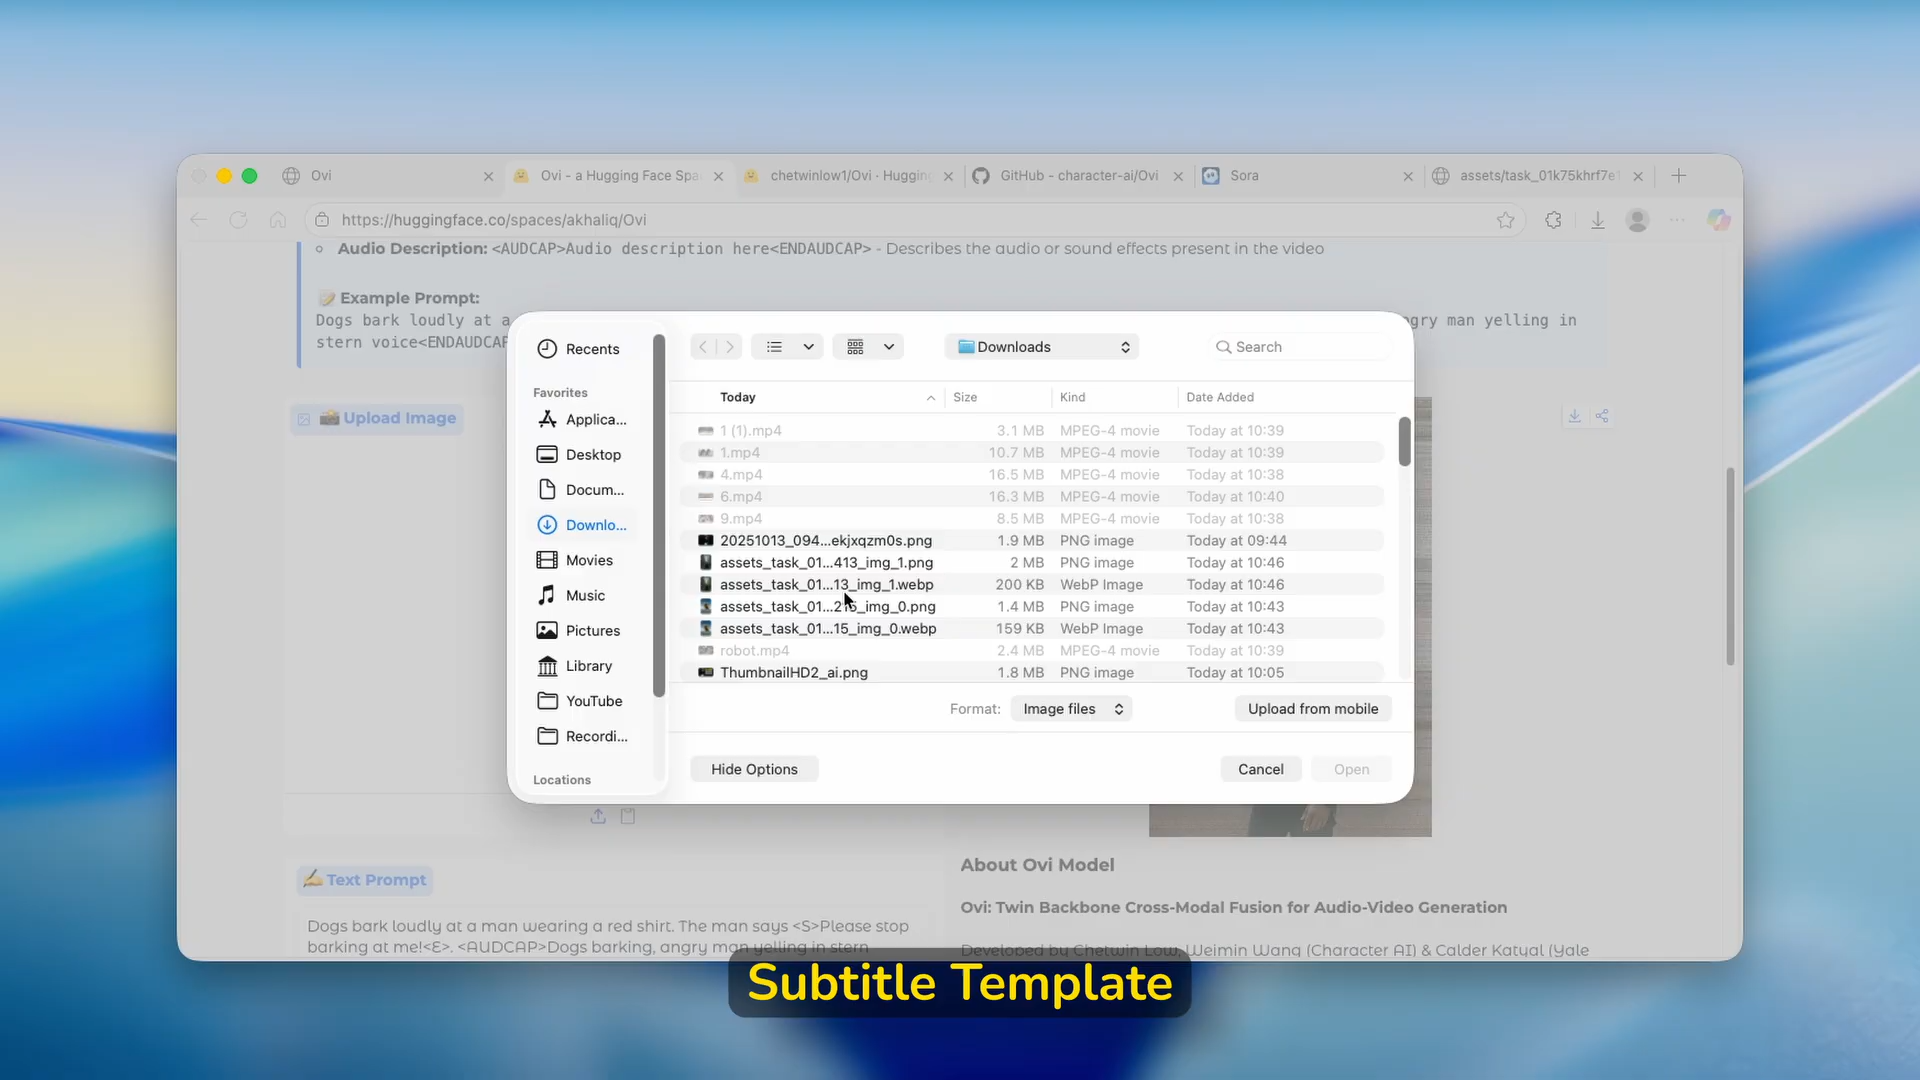 Ovi
Ovi - a Hugging Face Spa
chetwinlow1/Ovi · Hugging
GitHub - character-ai/Ovi
Sora
assets/task_01k75khrf7e1
https://huggingface.co/spaces/akhaliq/Ovi
Audio Description: <AUDCAP>Audio description here<ENDAUDCAP> - Describes the audio or sound effects present in the video
Example Prompt:
Dogs bark loudly at a
gry man yelling in
stern voice<ENDAUDCAP
Upload Image
Recents
Favorites
Applica...
Desktop
Docum...
Downlo...
Movies
Music
Pictures
Library
YouTube
Recordi...
Locations
Downloads
Search
Today Size Kind Date Added
1 (1).mp4 3.1 MB MPEG-4 movie Today at 10:39
1.mp4 10.7 MB MPEG-4 movie Today at 10:39
4.mp4 16.5 MB MPEG-4 movie Today at 10:38
6.mp4 16.3 MB MPEG-4 movie Today at 10:40
9.mp4 8.5 MB MPEG-4 movie Today at 10:38
20251013_094...ekjxqzm0s.png 1.9 MB PNG image Today at 09:44
assets_task_01...413_img_1.png 2 MB PNG image Today at 10:46
assets_task_01...13_img_1.webp 200 KB WebP Image Today at 10:46
assets_task_01...215_img_0.png 1.4 MB PNG image Today at 10:43
assets_task_01...15_img_0.webp 159 KB WebP Image Today at 10:43
robot.mp4 2.4 MB MPEG-4 movie Today at 10:39
ThumbnailHD2_ai.png 1.8 MB PNG image Today at 10:05
Format: Image files
Upload from mobile
Hide Options
Cancel
Open
Text Prompt
Dogs bark loudly at a man wearing a red shirt. The man says <S>Please stop
barking at me!<E>. <AUDCAP>Dogs barking, angry man yelling in stern
About Ovi Model
Ovi: Twin Backbone Cross-Modal Fusion for Audio-Video Generation
Developed by Chetwin Low, Weimin Wang (Character AI) & Calder Katyal (Yale
Subtitle Template